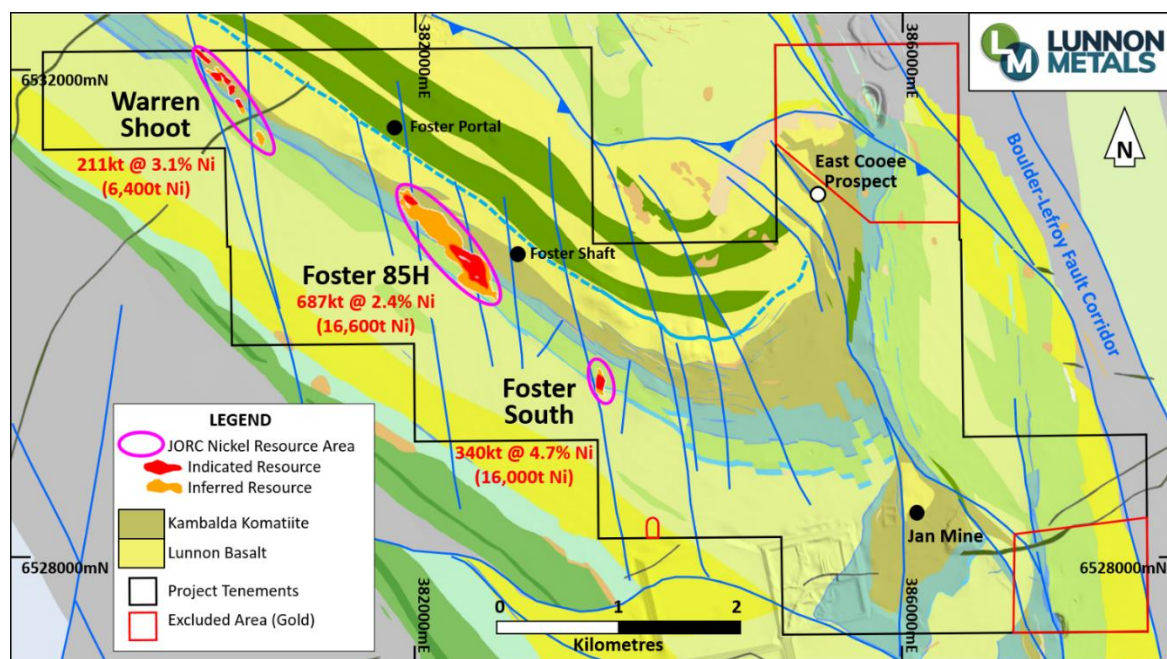 382000mE
386000mE
LM LUNNON
METALS
6532000mN
Warren
Shoot
Foster Portal
N
211kt @ 3.1% Ni
(6,400t Ni)
East Cooee
Prospect
Boulder-Lefroy Fault Corridor
Foster Shaft
Foster 85H
687kt @ 2.4% Ni
(16,600t Ni)
Foster
South
340kt @ 4.7% Ni
(16,000t Ni)
LEGEND
JORC Nickel Resource Area
Indicated Resource
Inferred Resource
Kambalda Komatiite
Lunnon Basalt
Project Tenements
Excluded Area (Gold)
Jan Mine
6528000mN
6528000mN
382000mE
386000mE
0 1 2
Kilometres